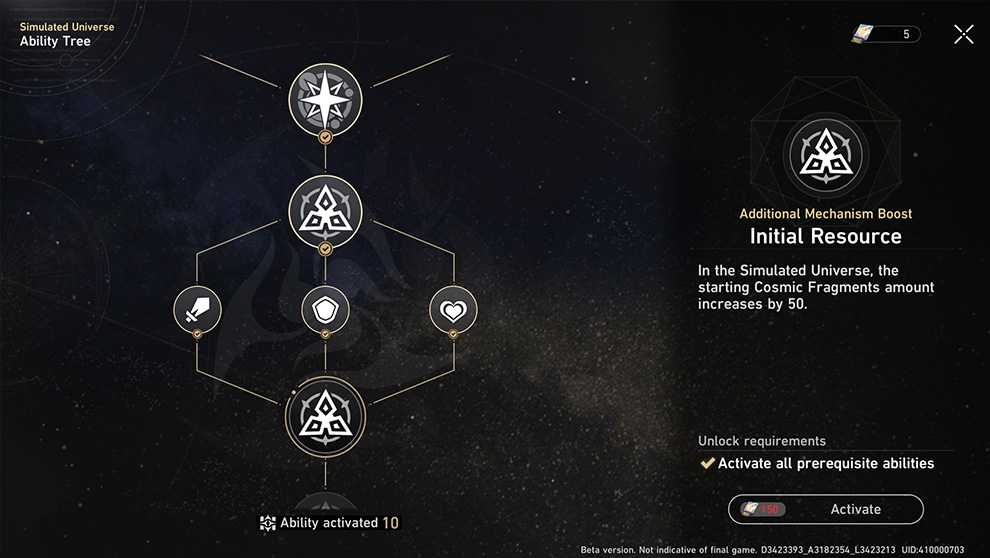 Simulated Universe
Ability Tree
5
Additional Mechanism Boost
Initial Resource
In the Simulated Universe, the
starting Cosmic Fragments amount
increases by 50.
Unlock requirements
Activate all prerequisite abilities
150 Activate
Ability activated 10
Beta version. Not indicative of final game. D3423393_A3182354_L3423213 UID:410000703